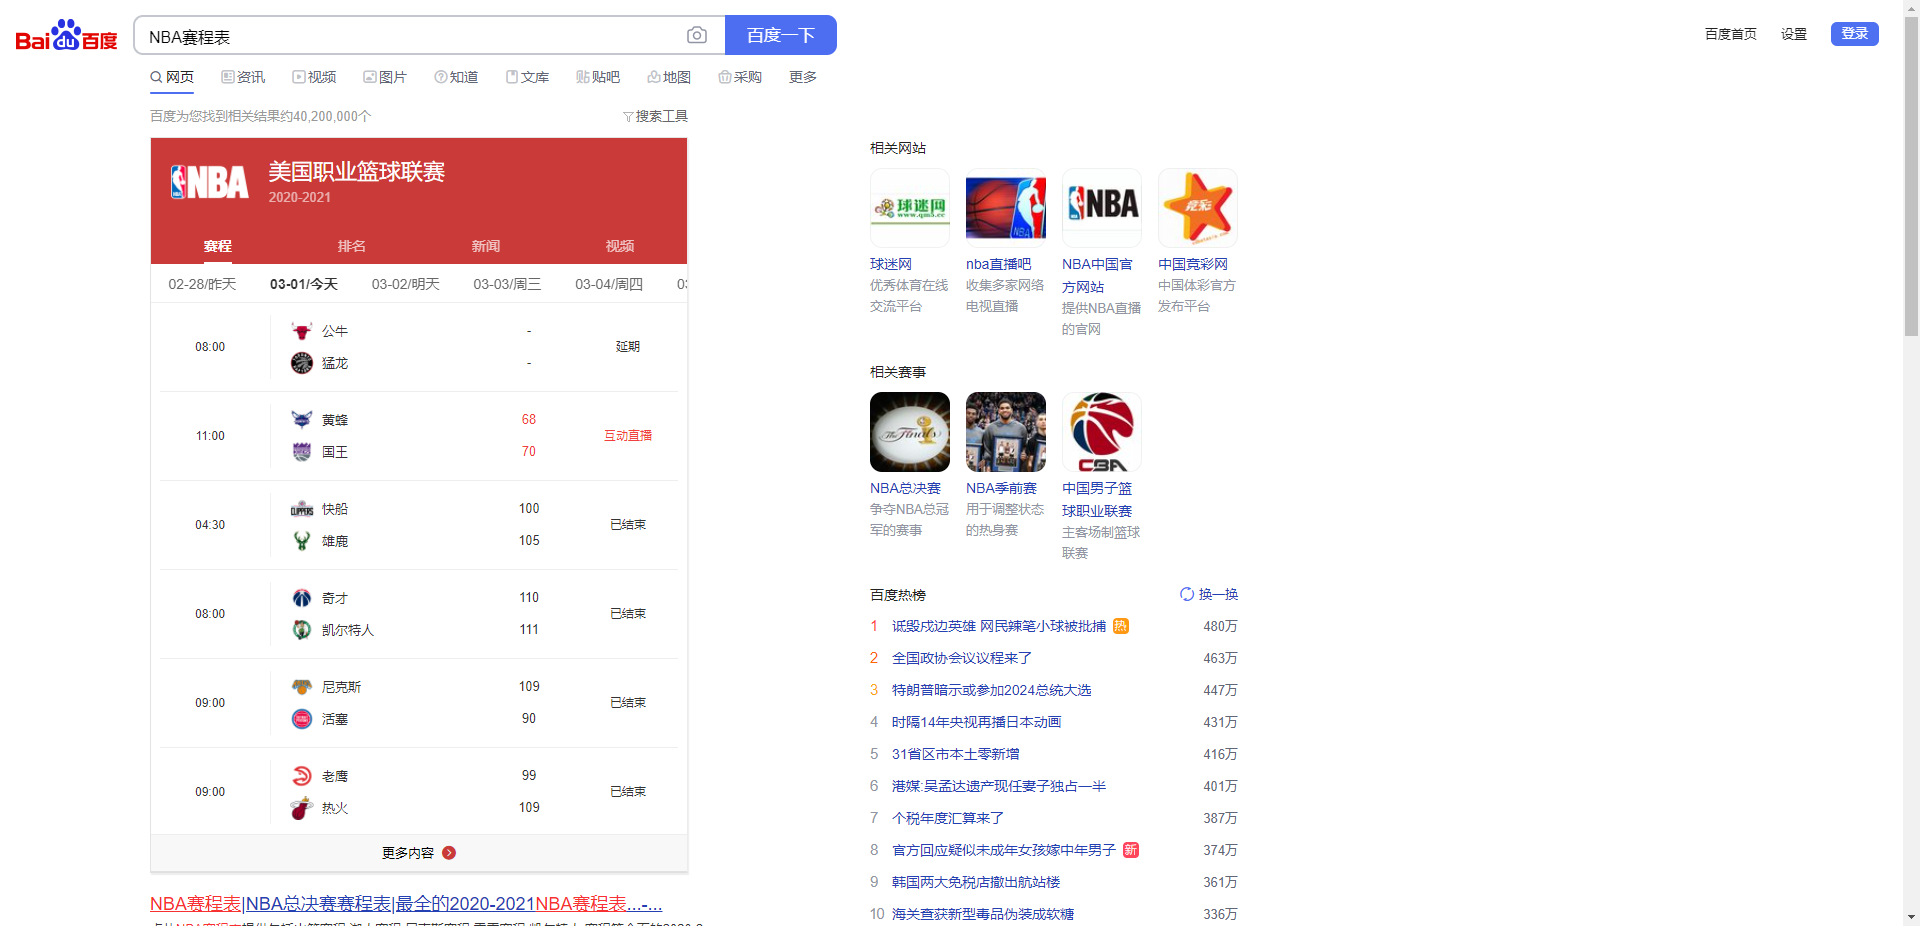 Bai du 百度
NBA赛程表
百度一下
百度首页 设置 登录
网页 资讯 视频 图片 知道 文库 贴吧 地图 采购 更多
百度为您找到相关结果约40,200,000个
搜索工具
NBA
美国职业篮球联赛
2020-2021
赛程 排名 新闻 视频
02-28/昨天 03-01/今天 03-02/明天 03-03/周三 03-04/周四
08:00
公牛 -
猛龙 -
延期
11:00
黄蜂 68
国王 70
互动直播
04:30
快船 100
雄鹿 105
已结束
08:00
奇才 110
凯尔特人 111
已结束
09:00
尼克斯 109
活塞 90
已结束
09:00
老鹰 99
热火 109
已结束
更多内容
NBA赛程表|NBA总决赛赛程表|最全的2020-2021NBA赛程表...-...
相关网站
球迷网
www.qm5.cc
NBA
NBA
竞彩
球迷网
优秀体育在线
交流平台
nba直播吧
收集多家网络
电视直播
NBA中国官
方网站
提供NBA直播
的官网
中国竞彩网
中国体彩官方
发布平台
相关赛事
The Finals
CBA
NBA总决赛
争夺NBA总冠
军的赛事
NBA季前赛
用于调整状态
的热身赛
中国男子篮
球职业联赛
主客场制篮球
联赛
百度热榜
换一换
1 诋毁戍边英雄 网民辣笔小球被批捕 热 480万
2 全国政协会议议程来了 463万
3 特朗普暗示或参加2024总统大选 447万
4 时隔14年央视再播日本动画 431万
5 31省区市本土零新增 416万
6 港媒:吴孟达遗产现任妻子独占一半 401万
7 个税年度汇算来了 387万
8 官方回应疑似未成年女孩嫁中年男子 新 374万
9 韩国两大免税店撤出航站楼 361万
10 海关查获新型毒品伪装成软糖 336万